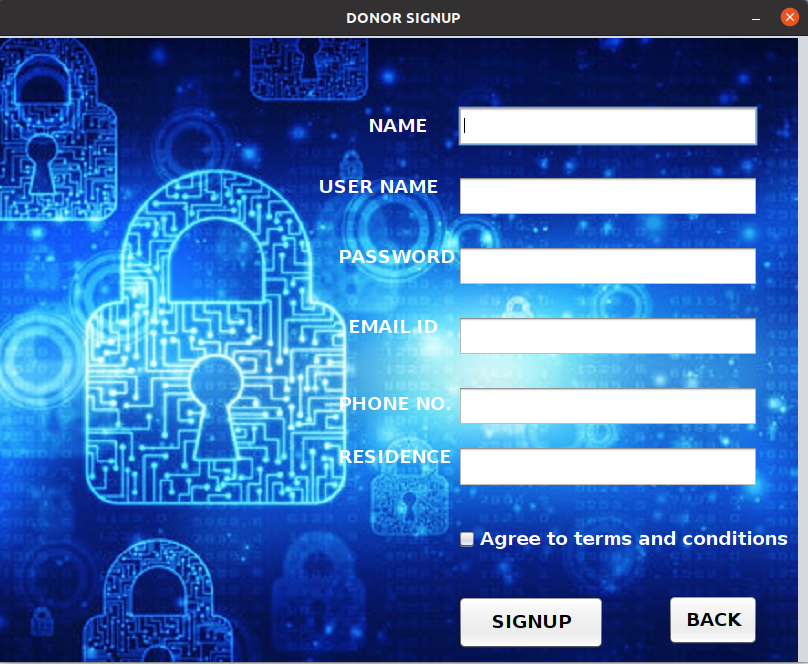 DONOR SIGNUP
NAME
USER NAME
PASSWORD
EMAIL ID
PHONE NO.
RESIDENCE
Agree to terms and conditions
SIGNUP
BACK